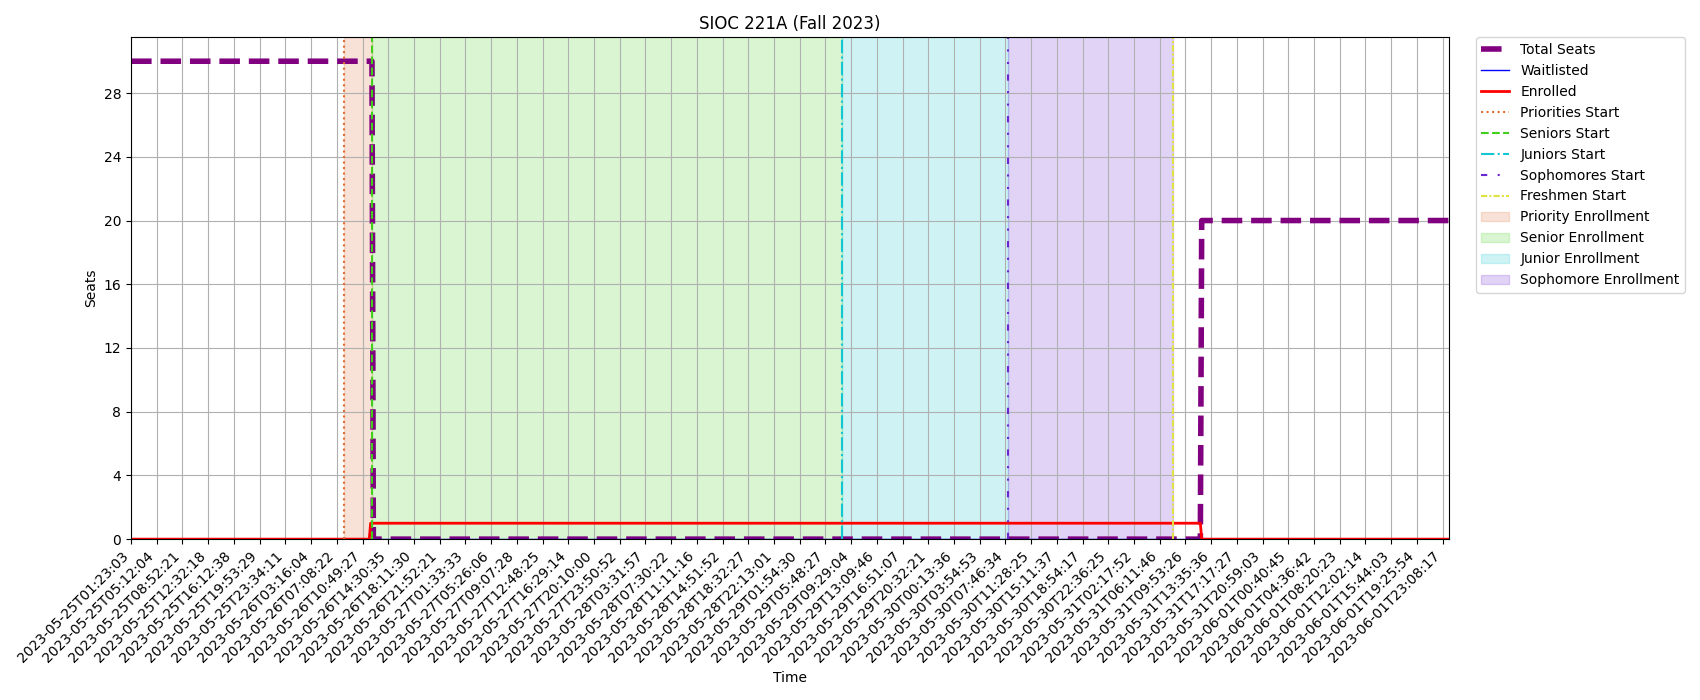 SIOC 221A (Fall 2023)
Seats
28
24
20
16
12
8
4
0
2023-05-25T01:23:03
2023-05-25T05:12:04
2023-05-25T08:52:21
2023-05-25T12:32:18
2023-05-25T16:12:38
2023-05-25T19:53:29
2023-05-25T23:34:11
2023-05-26T03:16:04
2023-05-26T07:08:22
2023-05-26T10:49:27
2023-05-26T14:30:35
2023-05-26T18:11:30
2023-05-26T21:52:21
2023-05-27T01:33:33
2023-05-27T05:26:06
2023-05-27T09:07:28
2023-05-27T12:48:25
2023-05-27T16:29:14
2023-05-27T20:10:00
2023-05-27T23:50:52
2023-05-28T03:31:57
2023-05-28T07:30:22
2023-05-28T11:11:16
2023-05-28T14:51:52
2023-05-28T18:32:27
2023-05-28T22:13:01
2023-05-29T01:54:30
2023-05-29T05:48:27
2023-05-29T09:29:04
2023-05-29T13:09:46
2023-05-29T16:51:07
2023-05-29T20:32:21
2023-05-30T00:13:36
2023-05-30T03:54:53
2023-05-30T07:46:34
2023-05-30T11:28:25
2023-05-30T15:11:37
2023-05-30T18:54:17
2023-05-30T22:36:25
2023-05-31T02:17:52
2023-05-31T06:11:46
2023-05-31T09:53:26
2023-05-31T13:35:36
2023-05-31T17:17:27
2023-05-31T20:59:03
2023-06-01T00:40:45
2023-06-01T04:36:42
2023-06-01T08:20:23
2023-06-01T12:02:14
2023-06-01T15:44:03
2023-06-01T19:25:54
2023-06-01T23:08:17
Time
Total Seats
Waitlisted
Enrolled
Priorities Start
Seniors Start
Juniors Start
Sophomores Start
Freshmen Start
Priority Enrollment
Senior Enrollment
Junior Enrollment
Sophomore Enrollment